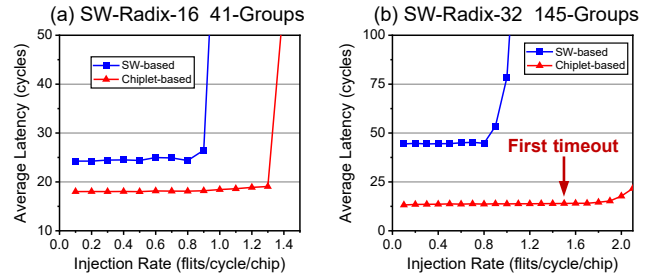 (a) SW-Radix-16 41-Groups
Average Latency (cycles)
50
40
30
20
10
SW-based
Chiplet-based
0.0 0.2 0.4 0.6 0.8 1.0 1.2 1.4
Injection Rate (flits/cycle/chip)
(b) SW-Radix-32 145-Groups
Average Latency (cycles)
100
75
50
25
0
SW-based
Chiplet-based
First timeout
0.0 0.4 0.8 1.2 1.6 2.0
Injection Rate (flits/cycle/chip)